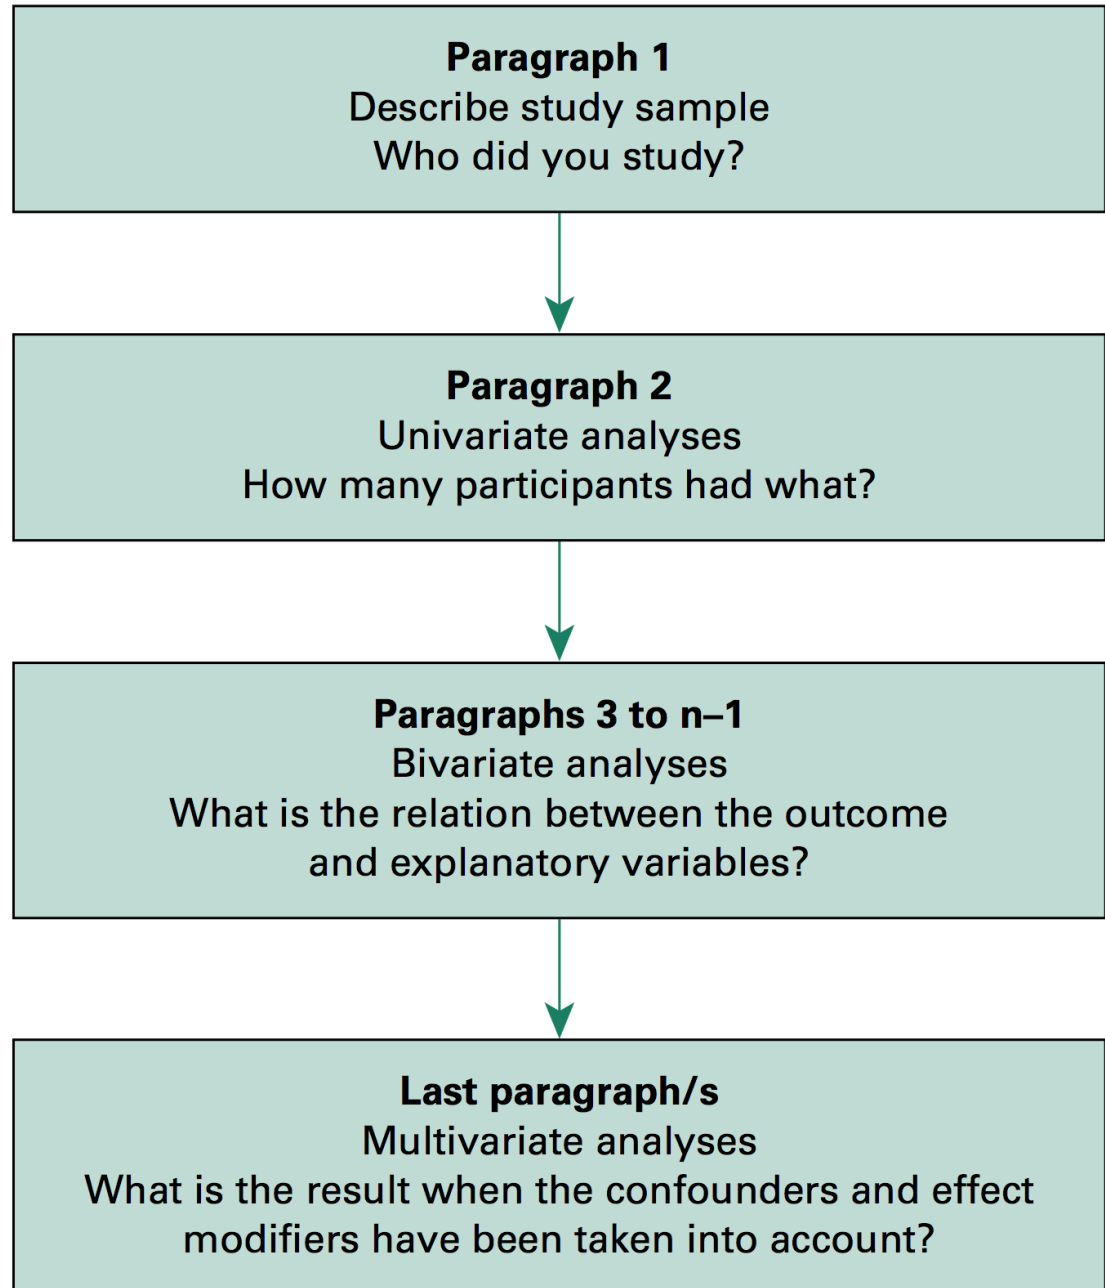 Paragraph 1
Describe study sample
Who did you study?
Paragraph 2
Univariate analyses
How many participants had what?
Paragraphs 3 to n–1
Bivariate analyses
What is the relation between the outcome
and explanatory variables?
Last paragraph/s
Multivariate analyses
What is the result when the confounders and effect
modifiers have been taken into account?